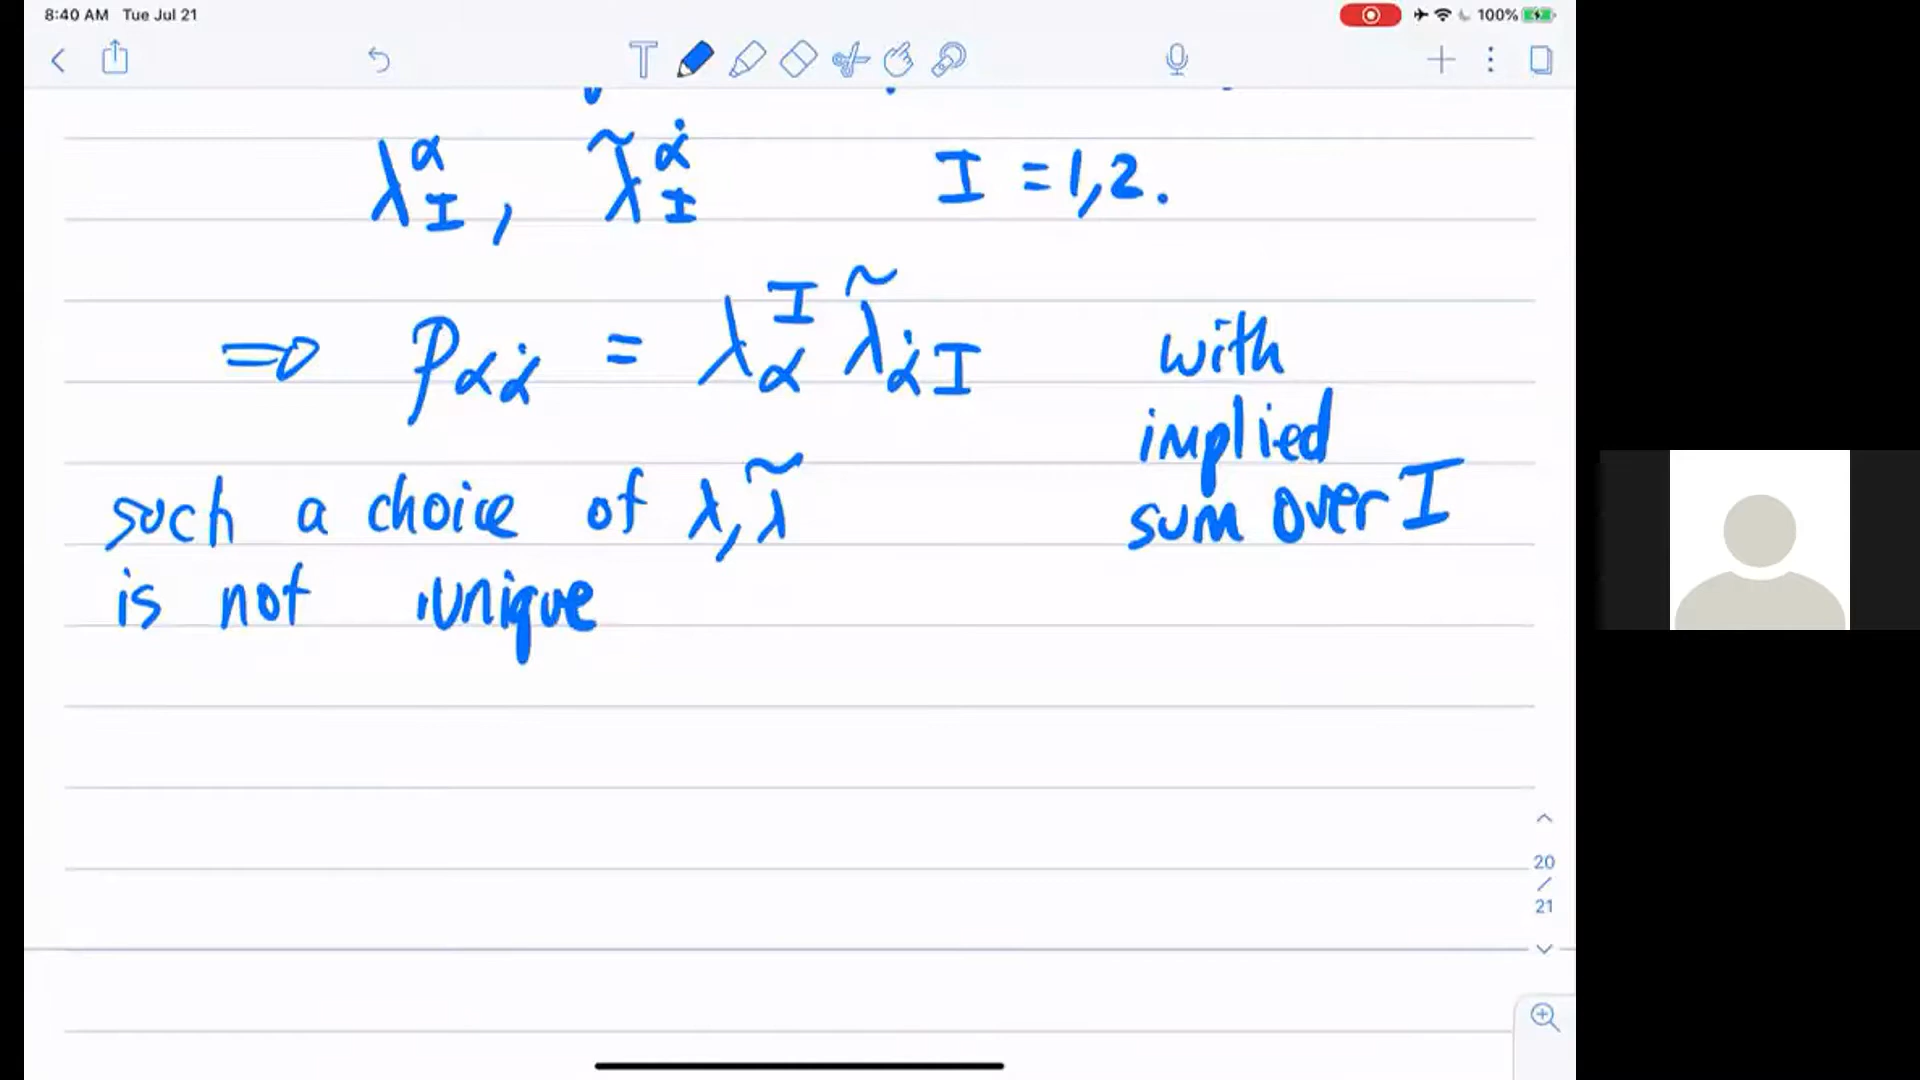 8:40 AM Tue Jul 21 100%
T
λ^α_I, λ̃^α̇_I I = 1,2.
⇒ p_αα̇ = λ^I_α λ̃_α̇I with
implied
such a choice of λ, λ̃ sum over I
is not unique
20
/
21